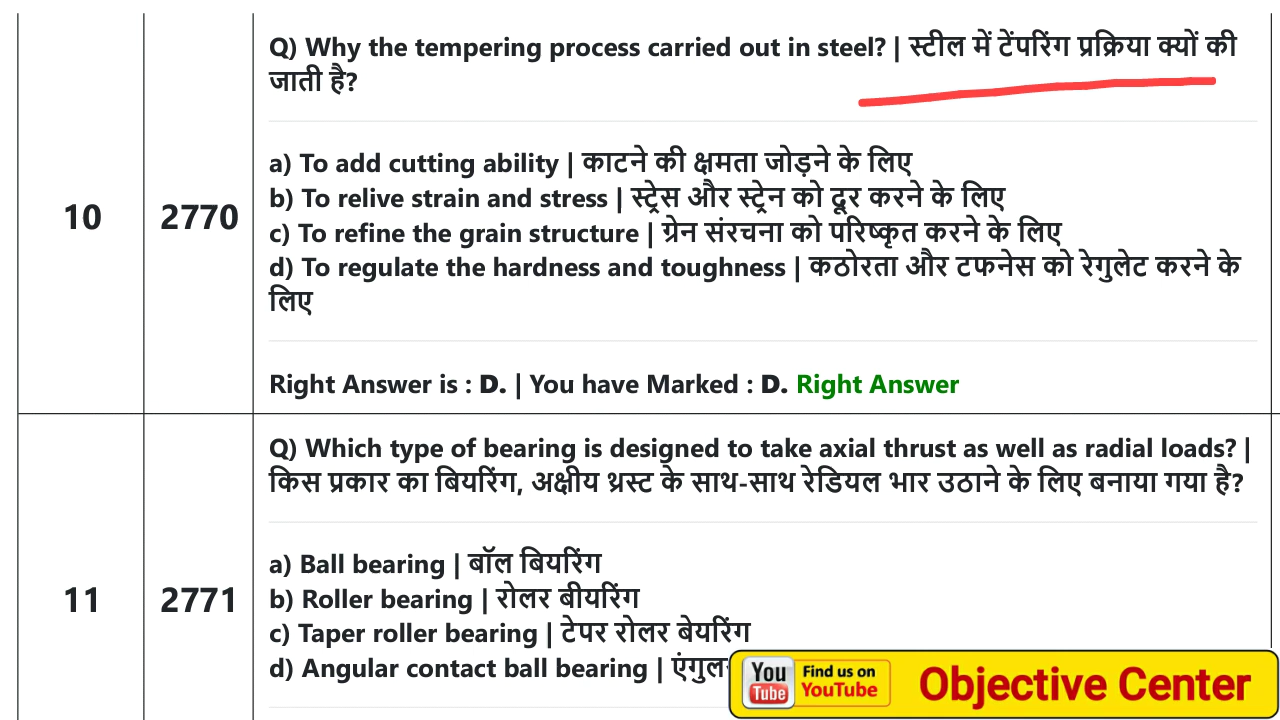 Q) Why the tempering process carried out in steel? | स्टील में टेंपरिंग प्रक्रिया क्यों की
जाती है?
a) To add cutting ability | काटने की क्षमता जोड़ने के लिए
10
2770
b) To relive strain and stress | स्ट्रेस और स्ट्रेन को दूर करने के लिए
c) To refine the grain structure | ग्रेन संरचना को परिष्कृत करने के लिए
d) To regulate the hardness and toughness | कठोरता और टफनेस को रेगुलेट करने के
लिए
Right Answer is : D. | You have Marked : D. Right Answer
Q) Which type of bearing is designed to take axial thrust as well as radial loads? |
किस प्रकार का बियरिंग, अक्षीय थ्रस्ट के साथ-साथ रेडियल भार उठाने के लिए बनाया गया है?
a) Ball bearing | बॉल बियरिंग
11
2771
b) Roller bearing | रोलर बीयरिंग
c) Taper roller bearing | टेपर रोलर बेयरिंग
d) Angular contact ball bearing |
You
Tube
Find us on
YouTube
Objective Center